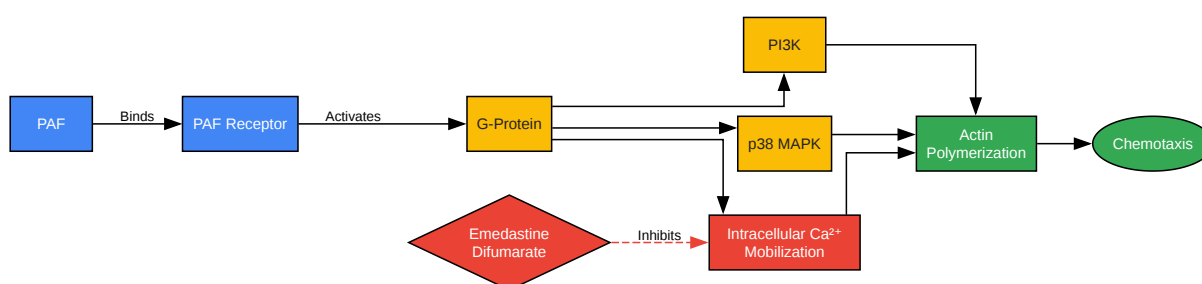 PI3K
PAF
Binds
PAF Receptor
Activates
G-Protein
p38 MAPK
Actin
Polymerization
Chemotaxis
Emedastine
Difumarate
Inhibits
Intracellular Ca²⁺
Mobilization